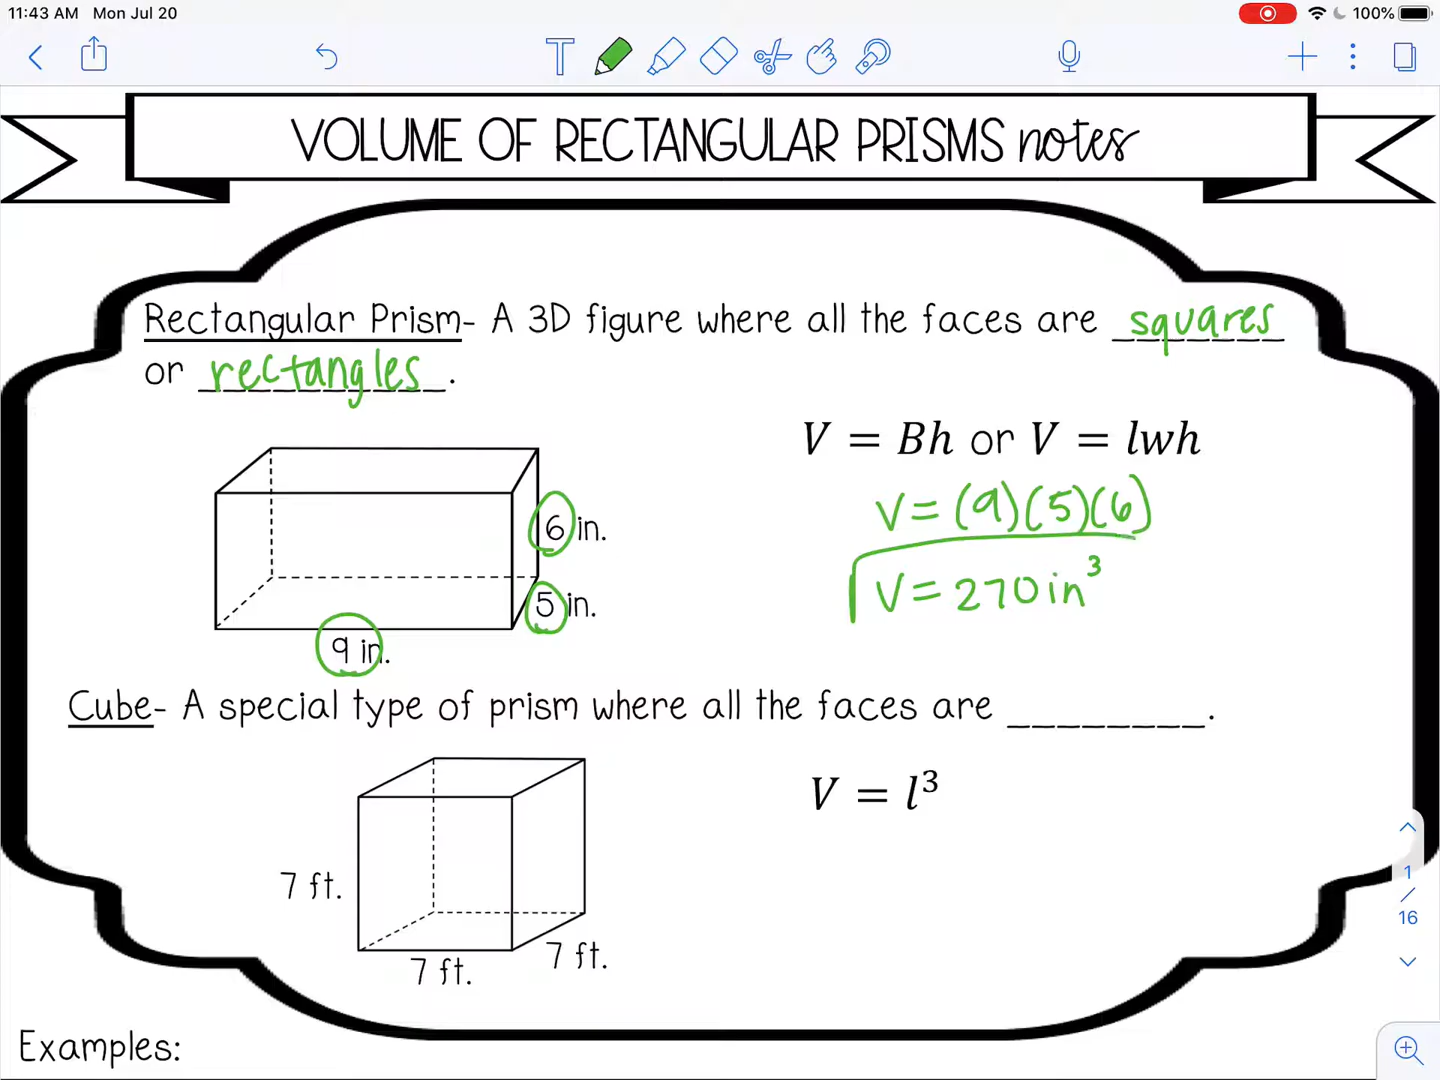 11:43 AM Mon Jul 20
100%
T
VOLUME OF RECTANGULAR PRISMS notes
Rectangular Prism- A 3D figure where all the faces are squares
or rectangles.
V = Bh or V = lwh
V = (9)(5)(6)
6 in.
V = 270 in³
5 in.
9 in.
Cube- A special type of prism where all the faces are ________.
V = l³
7 ft.
7 ft.
7 ft.
1
/
16
Examples: